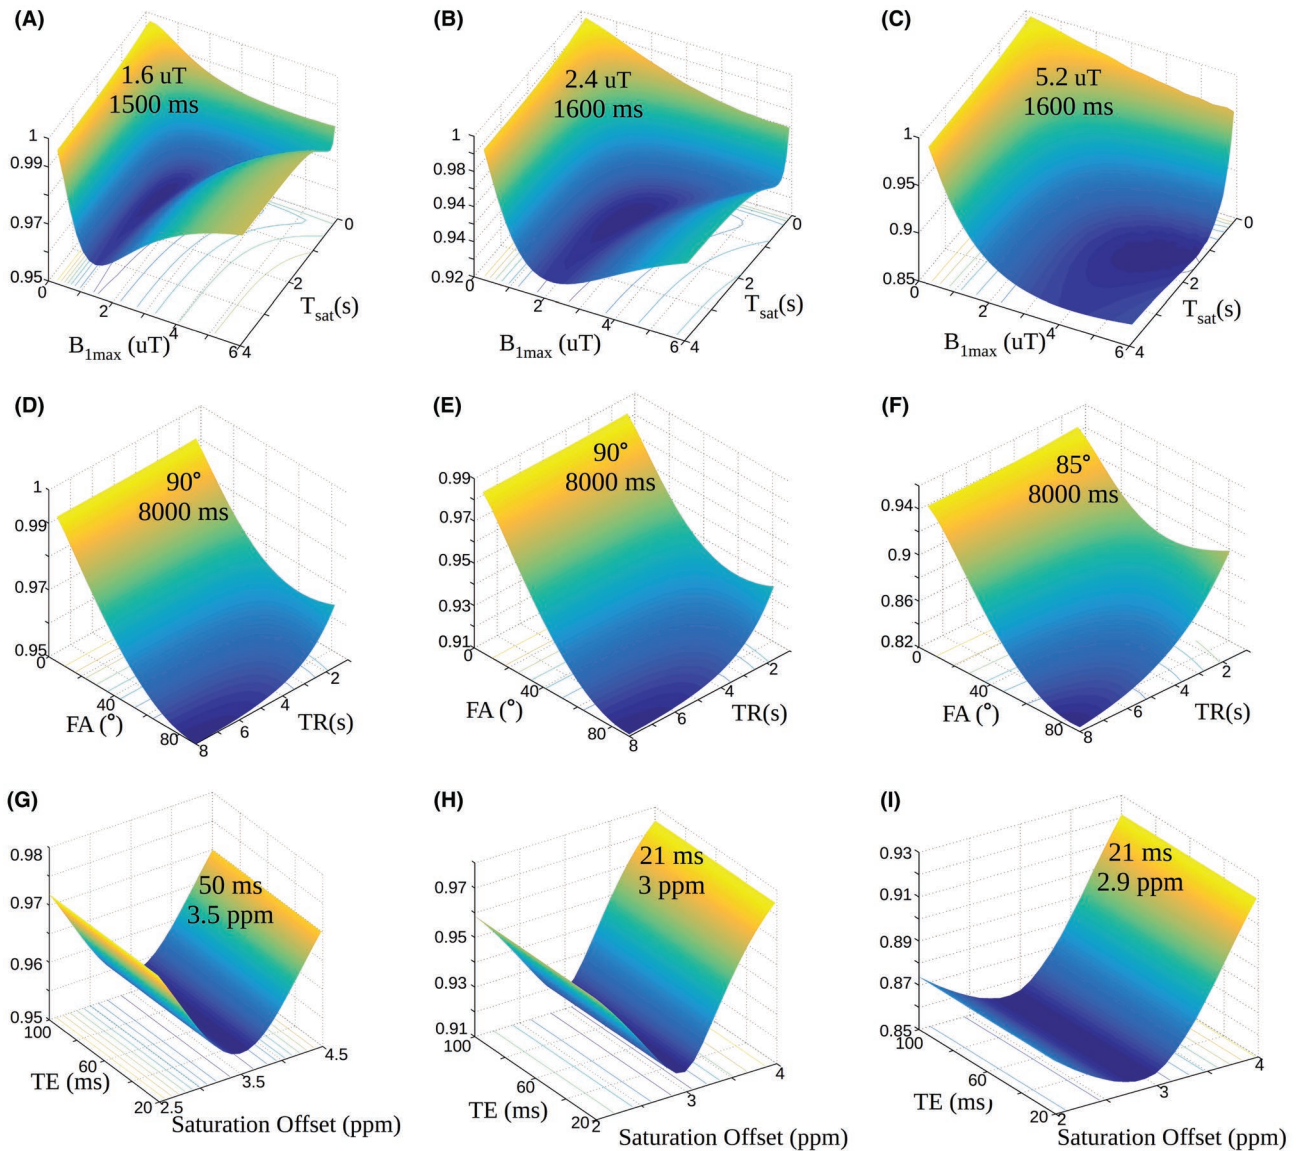 (A)
1.6 uT
1500 ms
1
0.99
0.97
0.95
0
2
4
6
4
2
0
B1max (uT)
Tsat(s)
(B)
2.4 uT
1600 ms
1
0.98
0.96
0.94
0.94
0.92
0
2
4
6
4
2
0
B1max (uT)
Tsat(s)
(C)
5.2 uT
1600 ms
1
0.95
0.9
0.85
0
2
4
6
4
2
0
B1max (uT)
Tsat(s)
(D)
90°
8000 ms
1
0.99
0.97
0.95
0
40
80
8
6
4
2
FA (°)
TR(s)
(E)
90°
8000 ms
0.99
0.97
0.95
0.93
0.91
0
40
80
8
6
4
2
FA (°)
TR(s)
(F)
85°
8000 ms
0.94
0.9
0.86
0.82
0
40
80
8
6
4
2
FA (°)
TR(s)
(G)
50 ms
3.5 ppm
0.98
0.97
0.96
0.95
100
60
20
2.5
3.5
4.5
TE (ms)
Saturation Offset (ppm)
(H)
21 ms
3 ppm
0.97
0.95
0.93
0.91
100
60
20
2
3
4
TE (ms)
Saturation Offset (ppm)
(I)
21 ms
2.9 ppm
0.93
0.91
0.89
0.87
0.85
100
60
20
2
3
4
TE (ms)
Saturation Offset (ppm)